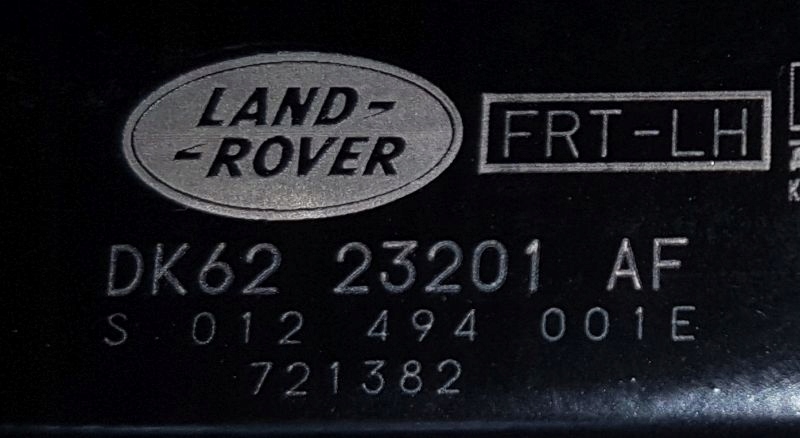 LAND-
-ROVER
FRT-LH
DK62 23201 AF
S 012 494 001E
721382